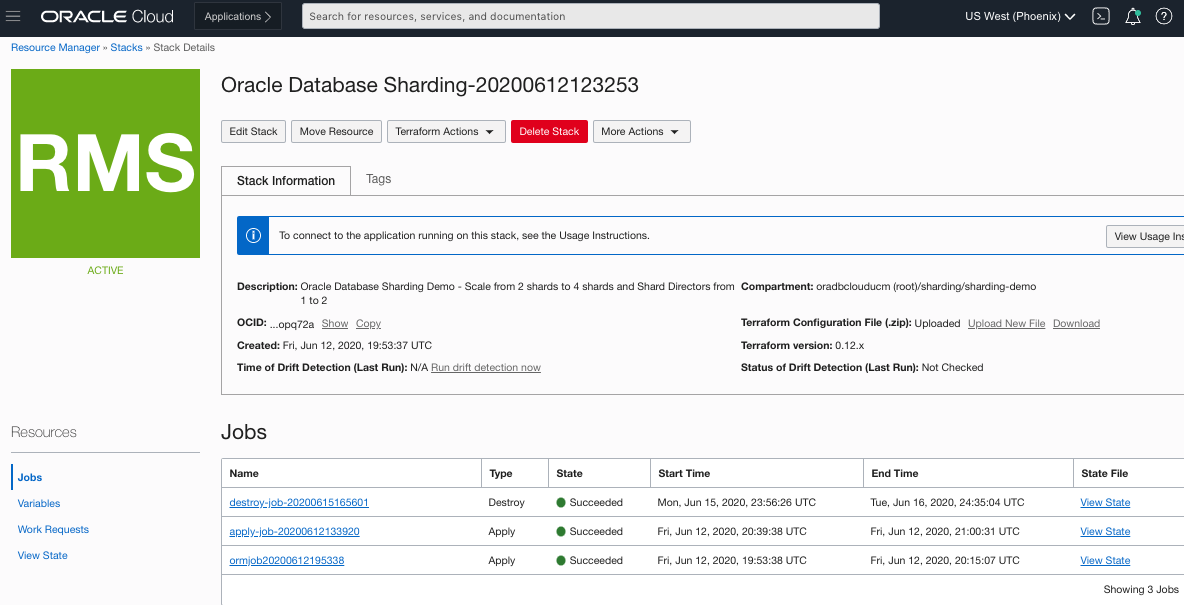 ORACLE Cloud Applications Search for resources, services, and documentation US West (Phoenix)
Resource Manager » Stacks » Stack Details
RMS
ACTIVE
Oracle Database Sharding-20200612123253
Edit Stack Move Resource Terraform Actions Delete Stack More Actions
Stack Information Tags
To connect to the application running on this stack, see the Usage Instructions. View Usage Ins
Description: Oracle Database Sharding Demo - Scale from 2 shards to 4 shards and Shard Directors from
1 to 2
Compartment: oradbclouducm (root)/sharding/sharding-demo
OCID: ...opq72a Show Copy
Terraform Configuration File (.zip): Uploaded Upload New File Download
Created: Fri, Jun 12, 2020, 19:53:37 UTC
Terraform version: 0.12.x
Time of Drift Detection (Last Run): N/A Run drift detection now
Status of Drift Detection (Last Run): Not Checked
Resources
Jobs
Variables
Work Requests
View State
Jobs
Name Type State Start Time End Time State File
destroy-job-20200615165601 Destroy Succeeded Mon, Jun 15, 2020, 23:56:26 UTC Tue, Jun 16, 2020, 24:35:04 UTC View State
apply-job-20200612133920 Apply Succeeded Fri, Jun 12, 2020, 20:39:38 UTC Fri, Jun 12, 2020, 21:00:31 UTC View State
ormjob20200612195338 Apply Succeeded Fri, Jun 12, 2020, 19:53:38 UTC Fri, Jun 12, 2020, 20:15:07 UTC View State
Showing 3 Jobs